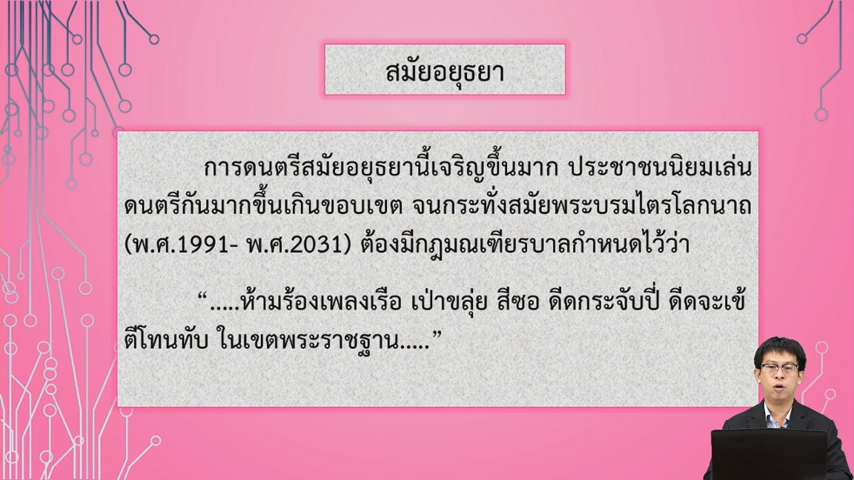 สมัยอยุธยา
การดนตรีสมัยอยุธยานี้เจริญขึ้นมาก ประชาชนนิยมเล่น
ดนตรีกันมากขึ้นเกินขอบเขต จนกระทั่งสมัยพระบรมไตรโลกนาถ
(พ.ศ.1991- พ.ศ.2031) ต้องมีกฎมณเฑียรบาลกำหนดไว้ว่า
“.....ห้ามร้องเพลงเรือ เป่าขลุ่ย สีซอ ดีดกระจับปี่ ดีดจะเข้
ตีโทนทับ ในเขตพระราชฐาน.....”